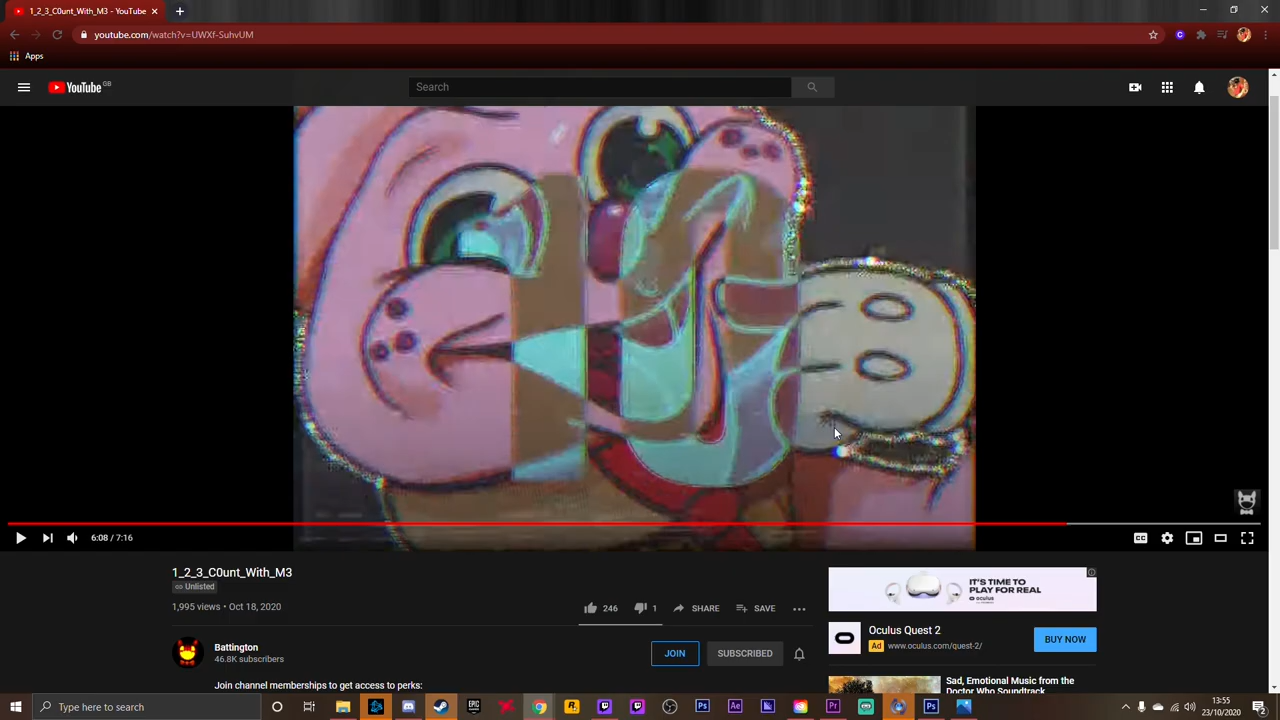 1_2_3_C0unt_With_M3 - YouTube
youtube.com/watch?v=UWXf-SuhvUM
Apps
YouTube GB
Search
6:08 / 7:16
1_2_3_C0unt_With_M3
Unlisted
1,995 views • Oct 18, 2020
246
1
SHARE
SAVE
Battington
46.8K subscribers
JOIN
SUBSCRIBED
Join channel memberships to get access to perks:
IT'S TIME TO
PLAY FOR REAL
oculus
Oculus Quest 2
Ad www.oculus.com/quest-2/
BUY NOW
Sad, Emotional Music from the
Doctor Who Soundtrack
Type here to search
13:55
23/10/2020